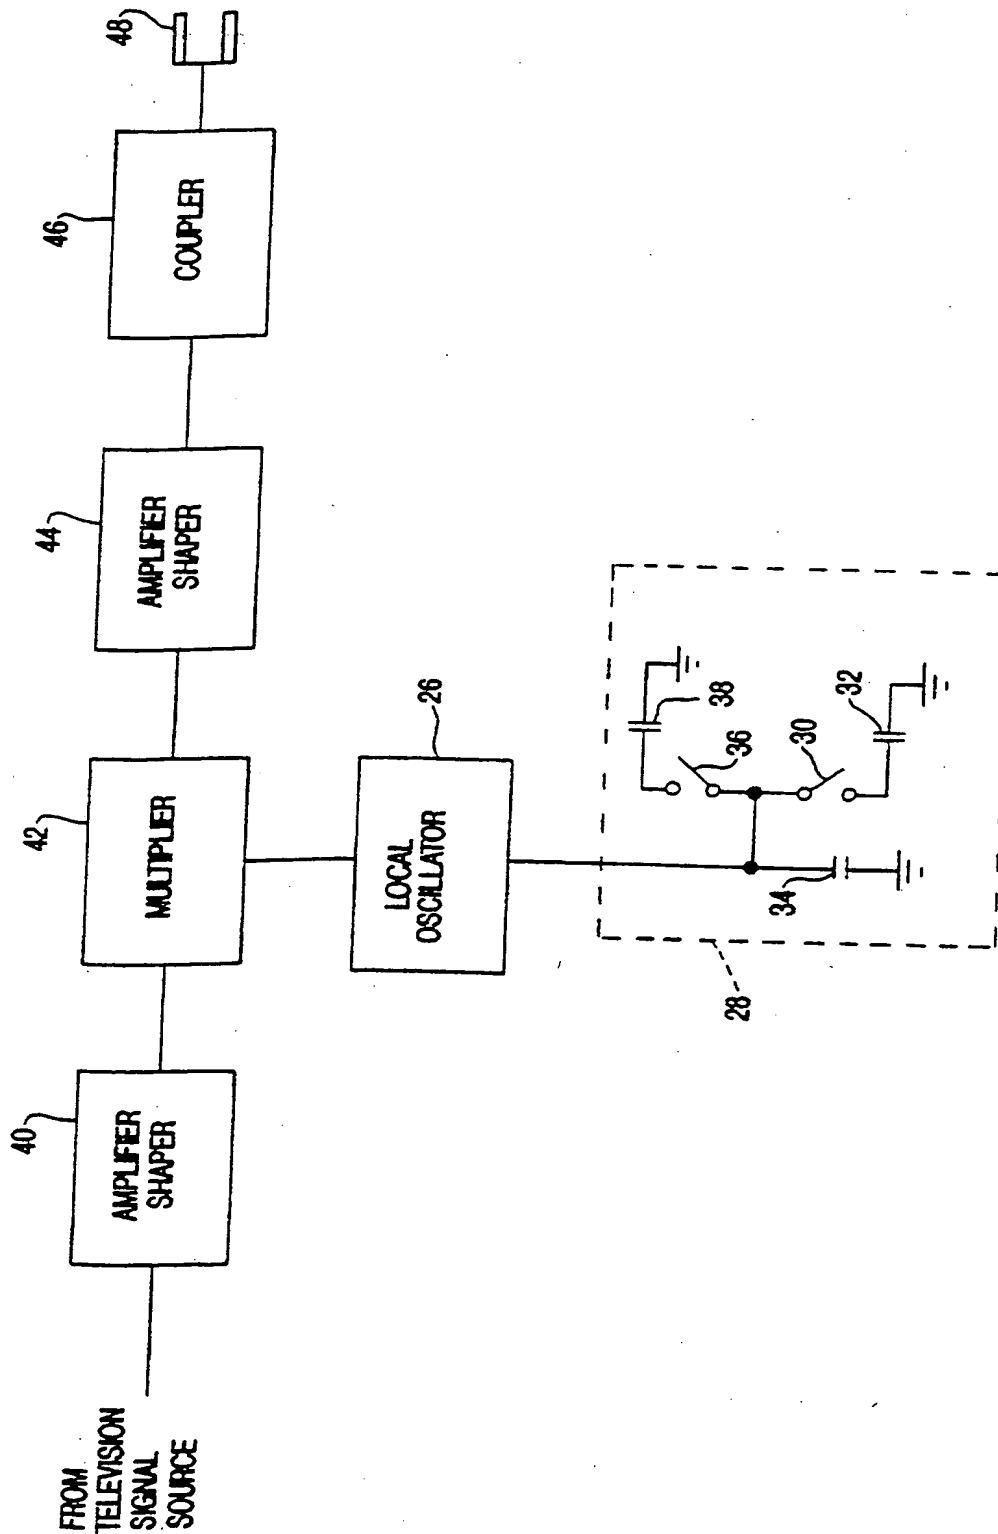 FROM
TELEVISION
SIGNAL
SOURCE
40
AMPLIFIER
SHAPER
42
MULTIPLIER
44
AMPLIFIER
SHAPER
46
COUPLER
48
LOCAL
OSCILLATOR
26
28
34
36
38
30
32